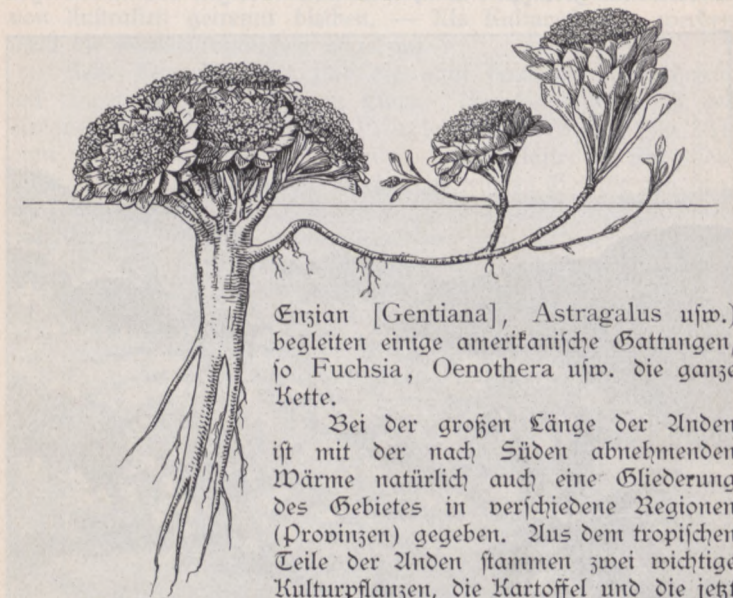 Enzian [Gentiana], Astragalus usw.)
begleiten einige amerikanische Gattungen,
so Fuchsia, Oenothera usw. die ganze
Kette.
Bei der großen Länge der Anden
ist mit der nach Süden abnehmenden
Wärme natürlich auch eine Gliederung
des Gebietes in verschiedene Regionen
(Provinzen) gegeben. Aus dem tropischen
Teile der Anden stammen zwei wichtige
Kulturpflanzen, die Kartoffel und die jetzt